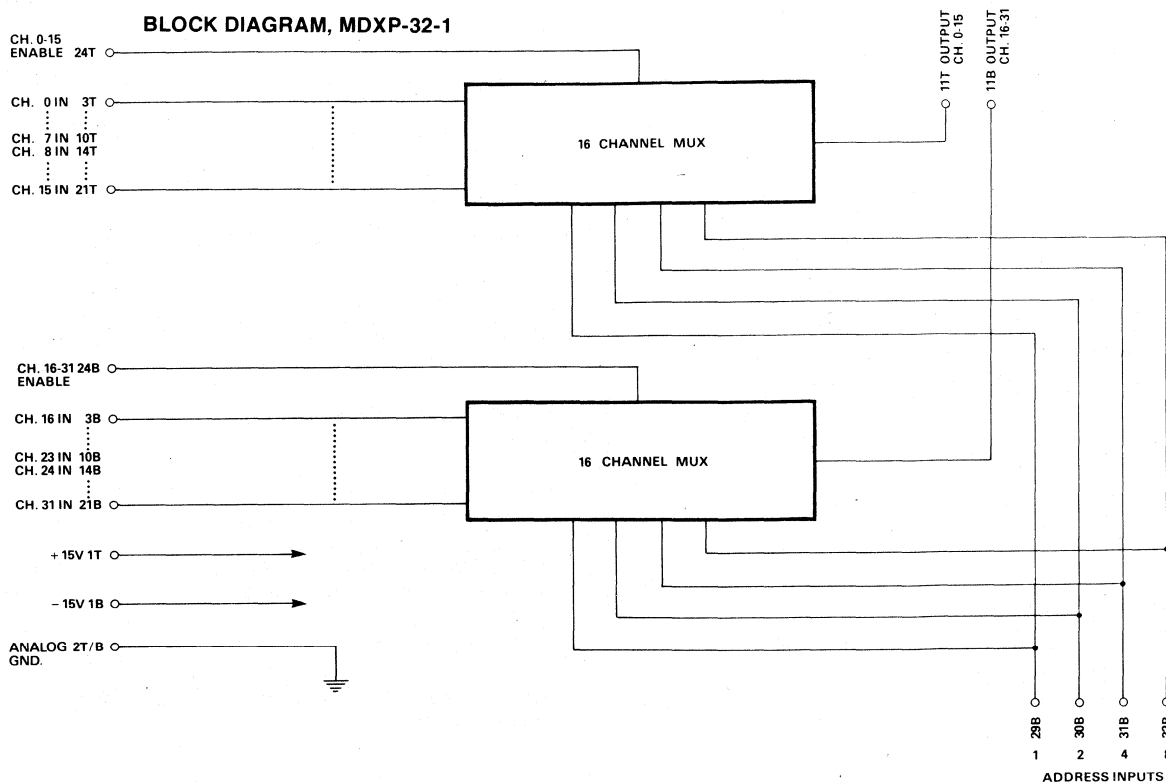 BLOCK DIAGRAM, MDXP-32-1
CH. 0-15
ENABLE 24T
CH. 0 IN 3T
CH. 7 IN 10T
CH. 8 IN 14T
CH. 15 IN 21T
16 CHANNEL MUX
11T OUTPUT
CH. 0-15
11B OUTPUT
CH. 16-31
CH. 16-31 24B
ENABLE
CH. 16 IN 3B
CH. 23 IN 10B
CH. 24 IN 14B
CH. 31 IN 21B
16 CHANNEL MUX
+ 15V 1T
- 15V 1B
ANALOG 2T/B
GND.
29B
30B
31B
1
2
4
ADDRESS INPUTS